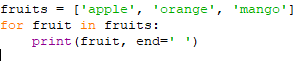 fruits = ['apple', 'orange', 'mango']
for fruit in fruits:
    print(fruit, end=' ')